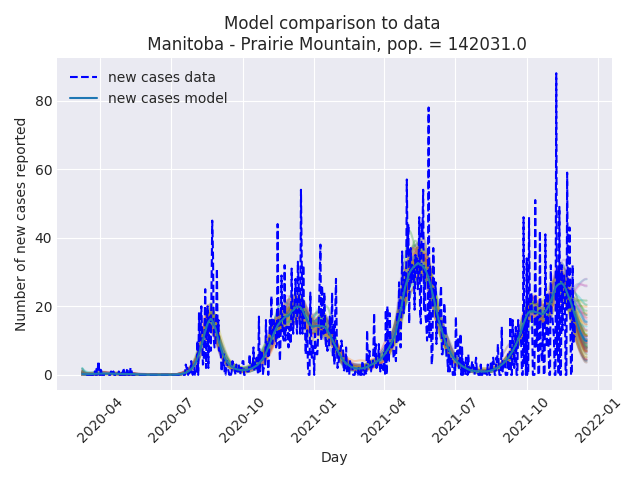 Model comparison to data
Manitoba - Prairie Mountain, pop. = 142031.0
new cases data
new cases model
Number of new cases reported
80
60
40
20
0
2020-04
2020-07
2020-10
2021-01
2021-04
2021-07
2021-10
2022-01
Day